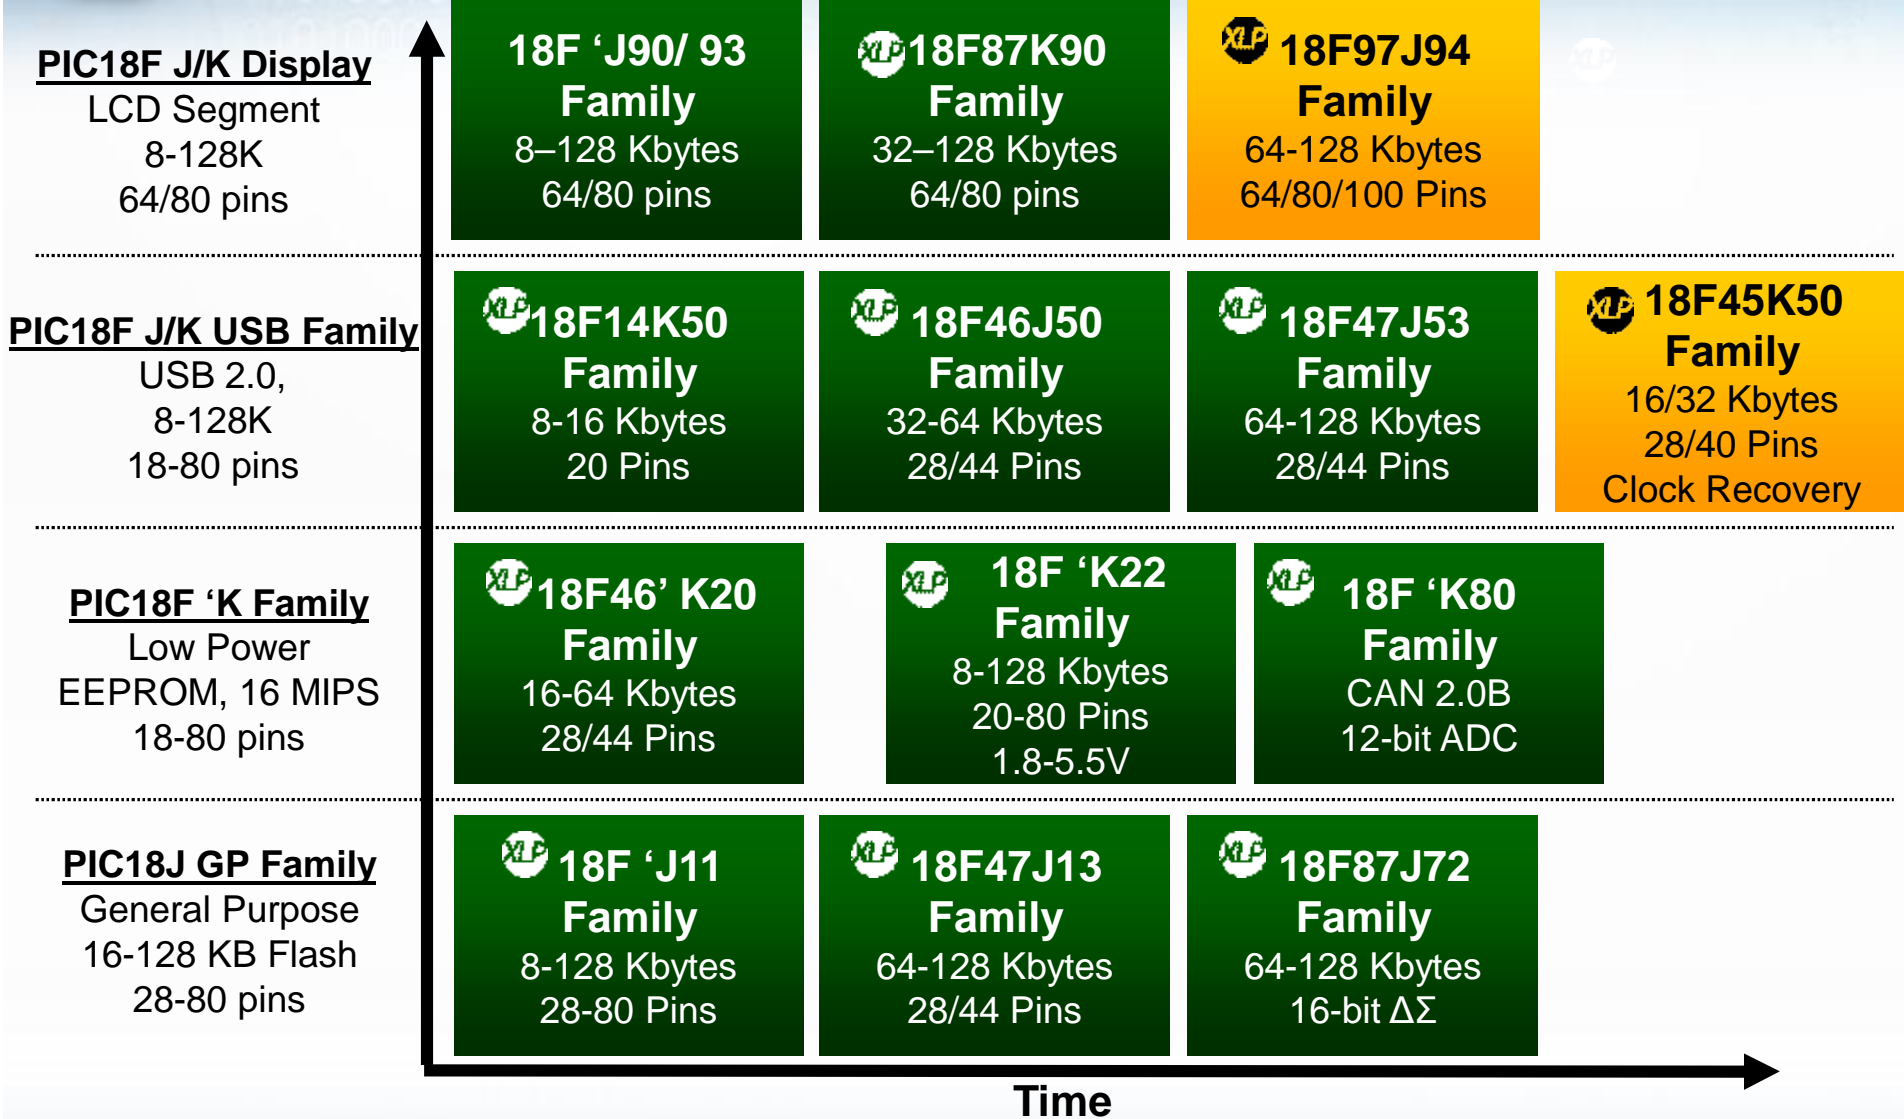 PIC18F J/K Display
LCD Segment
8-128K
64/80 pins
18F ‘J90/ 93
Family
8–128 Kbytes
64/80 pins
XLP
18F87K90
Family
32–128 Kbytes
64/80 pins
XLP
18F97J94
Family
64-128 Kbytes
64/80/100 Pins
XLP
PIC18F J/K USB Family
USB 2.0,
8-128K
18-80 pins
XLP
18F14K50
Family
8-16 Kbytes
20 Pins
XLP
18F46J50
Family
32-64 Kbytes
28/44 Pins
XLP
18F47J53
Family
64-128 Kbytes
28/44 Pins
XLP
18F45K50
Family
16/32 Kbytes
28/40 Pins
Clock Recovery
PIC18F ‘K Family
Low Power
EEPROM, 16 MIPS
18-80 pins
XLP
18F46’ K20
Family
16-64 Kbytes
28/44 Pins
XLP
18F ‘K22
Family
8-128 Kbytes
20-80 Pins
1.8-5.5V
XLP
18F ‘K80
Family
CAN 2.0B
12-bit ADC
PIC18J GP Family
General Purpose
16-128 KB Flash
28-80 pins
XLP
18F ‘J11
Family
8-128 Kbytes
28-80 Pins
XLP
18F47J13
Family
64-128 Kbytes
28/44 Pins
XLP
18F87J72
Family
64-128 Kbytes
16-bit ΔΣ
Time